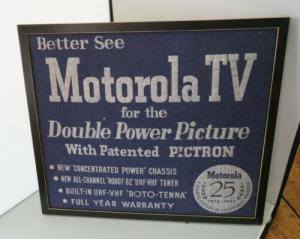 Better See
Motorola TV
for the
Double Power Picture
With Patented PICTRON
• NEW "CONCENTRATED POWER" CHASSIS
• NEW ALL-CHANNEL "ROBOT 82" UHF-VHF TUNER
• BUILT-IN UHF-VHF "ROTO-TENNA"
• FULL YEAR WARRANTY
Motorola
25